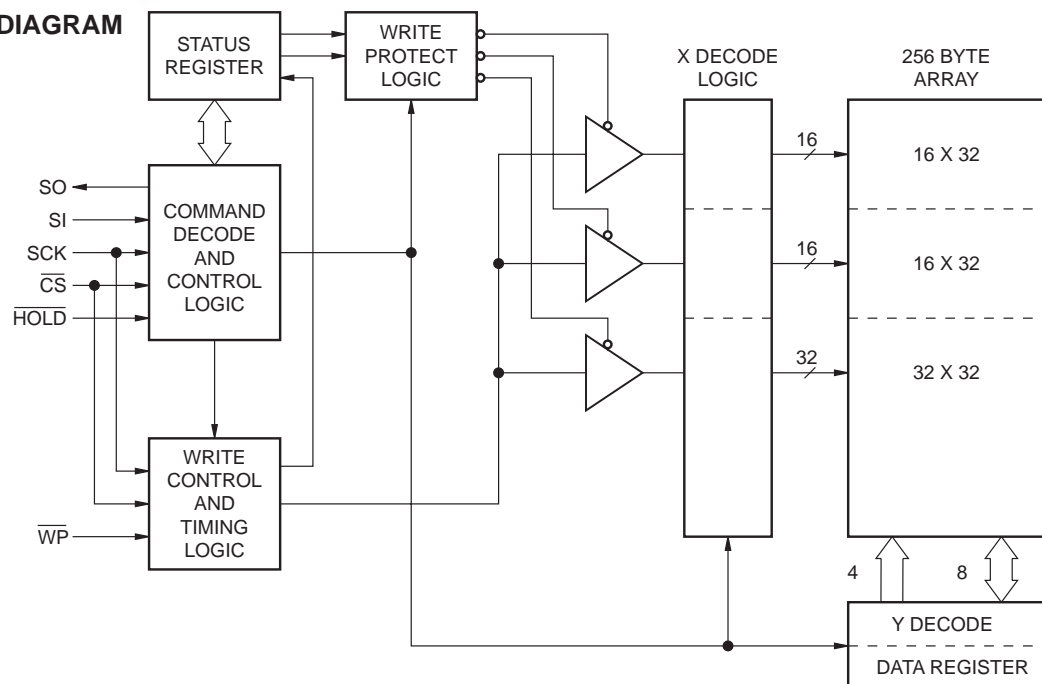 DIAGRAM
STATUS
REGISTER
WRITE
PROTECT
LOGIC
X DECODE
LOGIC
256 BYTE
ARRAY
16
16 X 32
SO
SI
SCK
CS
HOLD
COMMAND
DECODE
AND
CONTROL
LOGIC
16
16 X 32
32
32 X 32
WP
WRITE
CONTROL
AND
TIMING
LOGIC
4
8
Y DECODE
DATA REGISTER